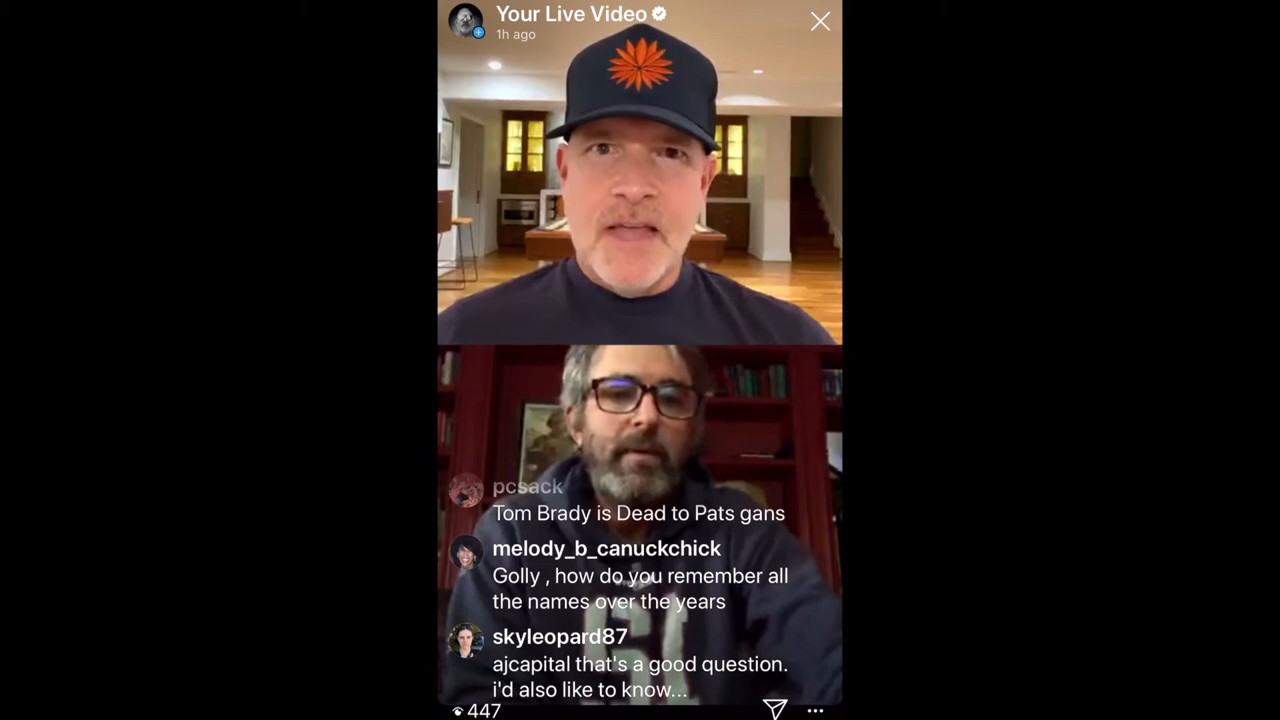 Your Live Video
1h ago
pcsack
Tom Brady is Dead to Pats gans
melody_b_canuckchick
Golly , how do you remember all
the names over the years
skyleopard87
ajcapital that's a good question.
i'd also like to know...
447